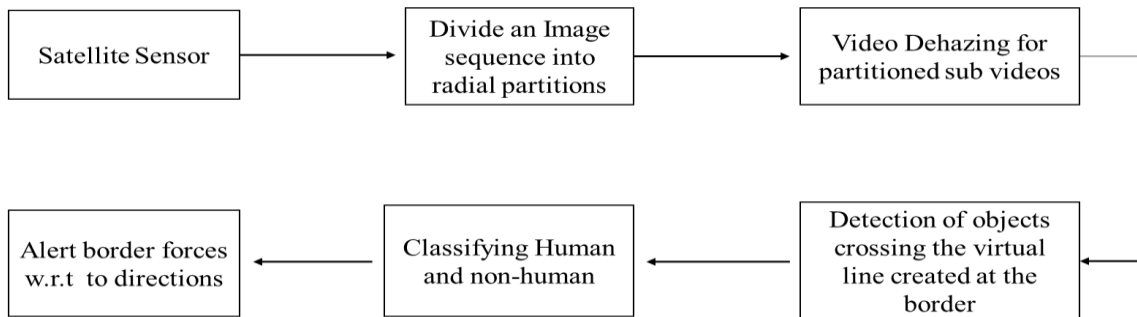 Satellite Sensor
Divide an Image
sequence into
radial partitions
Video Dehazing for
partitioned sub videos
Detection of objects
crossing the virtual
line created at the
border
Classifying Human
and non-human
Alert border forces
w.r.t to directions